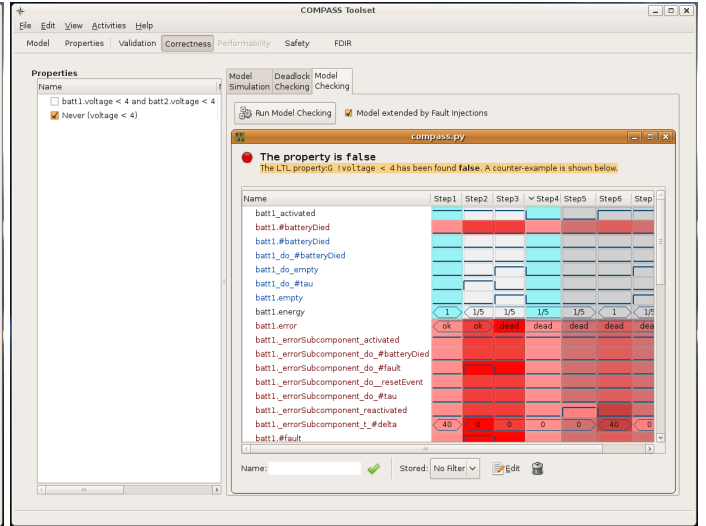 COMPASS Toolset
File Edit View Activities Help
Model Properties Validation Correctness Performability Safety FDIR
Properties
Name
batt1.voltage < 4 and batt2.voltage < 4
Never (voltage < 4)
Model Simulation Deadlock Checking Model Checking
Run Model Checking Model extended by Fault Injections
compass.py
The property is false
The LTL property:G !voltage < 4 has been found false. A counter-example is shown below.
Name Step1 Step2 Step3 Step4 Step5 Step6 Step
batt1_activated
batt1.#batteryDied
batt1.#batteryDied
batt1_do_#batteryDied
batt1_do_empty
batt1_do_#tau
batt1.empty
batt1.energy 1 1/5 1/5 1/5 1/5 1 1/5
batt1.error ok ok dead dead dead dead dea
batt1._errorSubcomponent_activated
batt1._errorSubcomponent_do_#batteryDied
batt1._errorSubcomponent_do_#fault
batt1._errorSubcomponent_do__resetEvent
batt1._errorSubcomponent_do_#tau
batt1._errorSubcomponent_reactivated
batt1._errorSubcomponent_t_#delta 40 0 0 0 0 40 0
batt1.#fault
Name: Stored: No Filter Edit